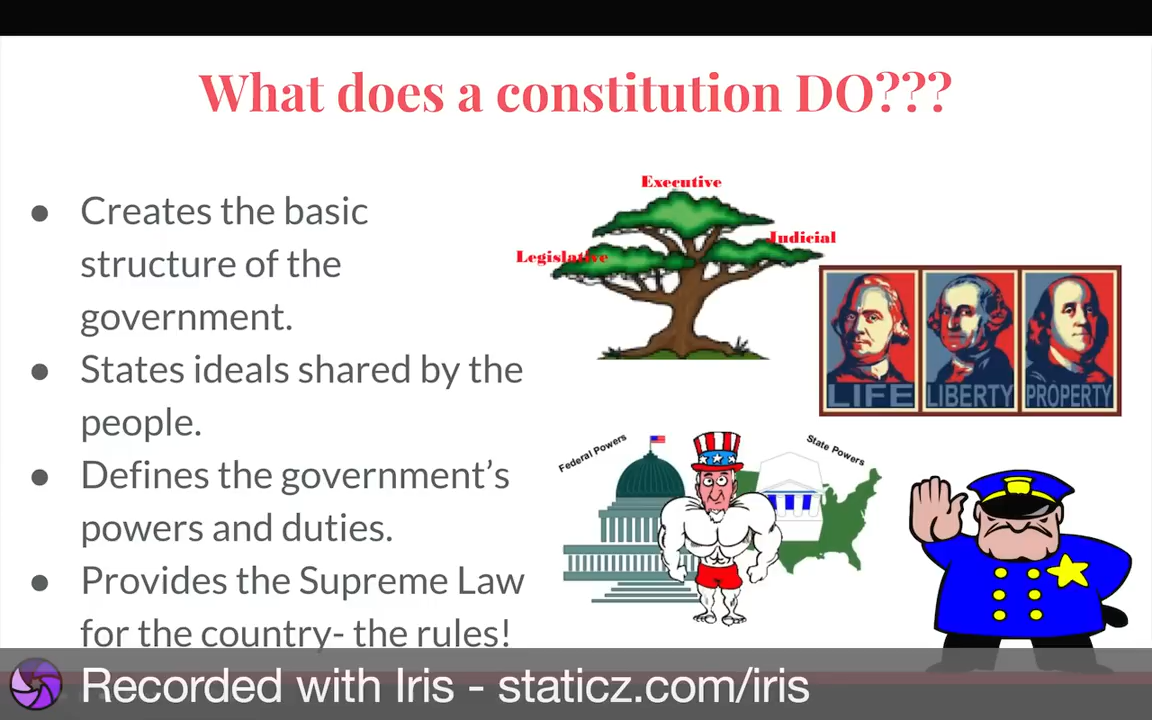 What does a constitution DO???
● Creates the basic
structure of the
government.
● States ideals shared by the
people.
● Defines the government’s
powers and duties.
● Provides the Supreme Law
for the country- the rules!
Executive
Judicial
Legislative
LIFE
LIBERTY
PROPERTY
Federal Powers
State Powers
Recorded with Iris - staticz.com/iris